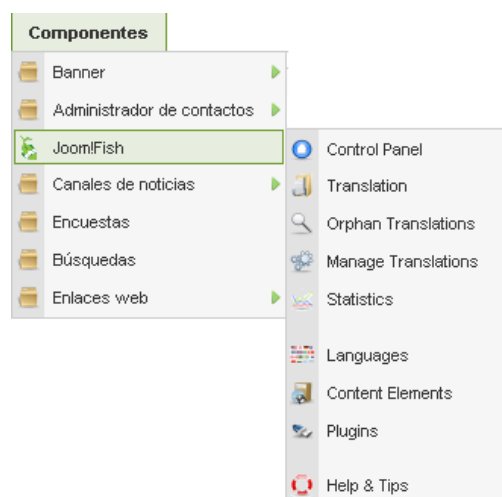 Componentes
Banner
Administrador de contactos
Joom!Fish
Canales de noticias
Encuestas
Búsquedas
Enlaces web
Control Panel
Translation
Orphan Translations
Manage Translations
Statistics
Languages
Content Elements
Plugins
Help & Tips